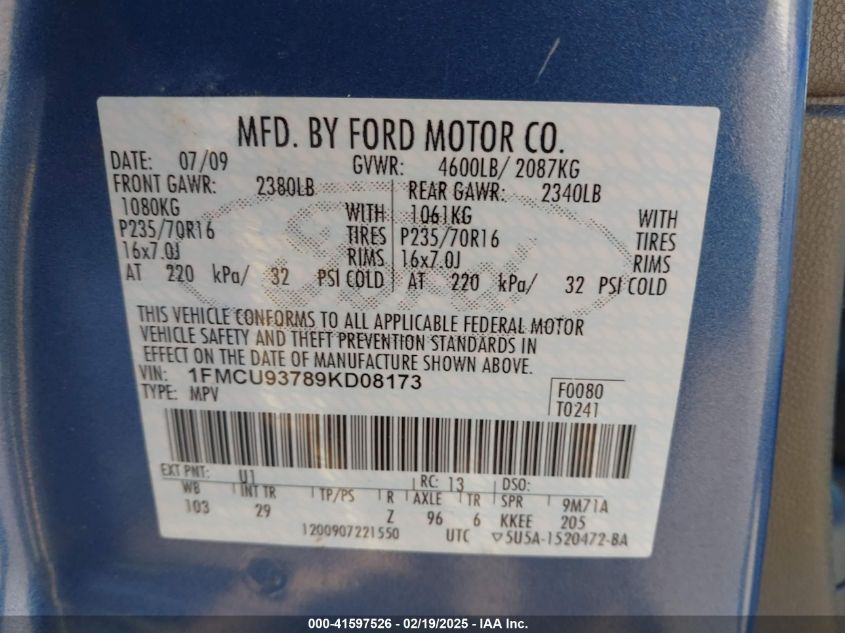 MFD. BY FORD MOTOR CO.
DATE: 07/09 GVWR: 4600LB/ 2087KG
FRONT GAWR: 2380LB REAR GAWR: 2340LB
1080KG WITH 1061KG WITH
P235/70R16 TIRES P235/70R16 TIRES
16x7.0J RIMS 16x7.0J RIMS
AT 220 kPa/ 32 PSI COLD AT 220 kPa/ 32 PSI COLD
THIS VEHICLE CONFORMS TO ALL APPLICABLE FEDERAL MOTOR
VEHICLE SAFETY AND THEFT PREVENTION STANDARDS IN
EFFECT ON THE DATE OF MANUFACTURE SHOWN ABOVE.
VIN: 1FMCU93789KD08173
TYPE: MPV
F0080
T0241
EXT PNT: U1 RC: 13 DSO:
WB INT TR TP/PS R AXLE TR SPR 9M71A
103 29 Z 96 6 KKEE 205
1200907221550 UTC ▽5U5A-1520472-BA
000-41597526 - 02/19/2025 - IAA Inc.